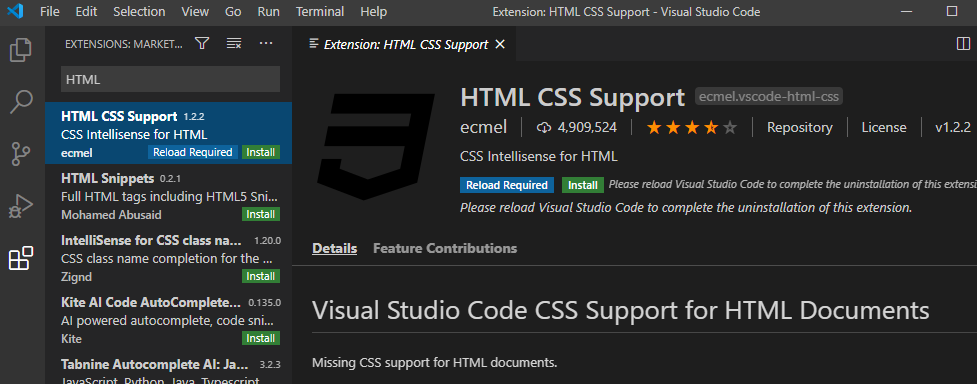 File Edit Selection View Go Run Terminal Help Extension: HTML CSS Support - Visual Studio Code
EXTENSIONS: MARKET...
HTML
HTML CSS Support 1.2.2
CSS Intellisense for HTML
ecmel Reload Required Install
HTML Snippets 0.2.1
Full HTML tags including HTML5 Sni...
Mohamed Abusaid Install
IntelliSense for CSS class na... 1.20.0
CSS class name completion for the ...
Zignd Install
Kite AI Code AutoComplete... 0.135.0
AI powered autocomplete, code sni...
Kite Install
Tabnine Autocomplete AI: Ja... 3.2.3
JavaScript, Python, Java, Typescript
Extension: HTML CSS Support
HTML CSS Support ecmel.vscode-html-css
ecmel 4,909,524 Repository License v1.2.2
CSS Intellisense for HTML
Reload Required Install Please reload Visual Studio Code to complete the uninstallation of this extensi
Please reload Visual Studio Code to complete the uninstallation of this extension.
Details Feature Contributions
Visual Studio Code CSS Support for HTML Documents
Missing CSS support for HTML documents.